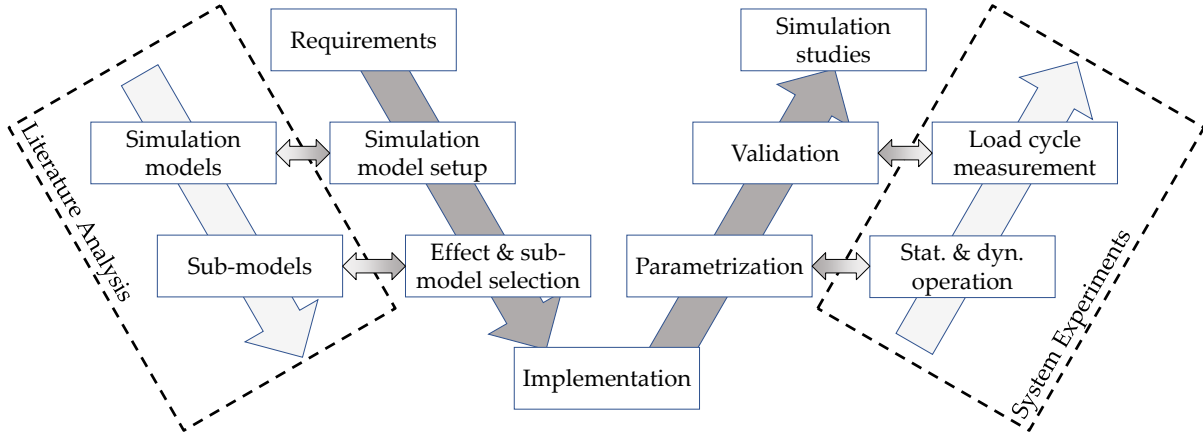 Requirements
Simulation
studies
Literature Analysis
Simulation
models
Simulation
model setup
Validation
Load cycle
measurement
Sub-models
Effect & sub-
model selection
Parametrization
Stat. & dyn.
operation
System Experiments
Implementation